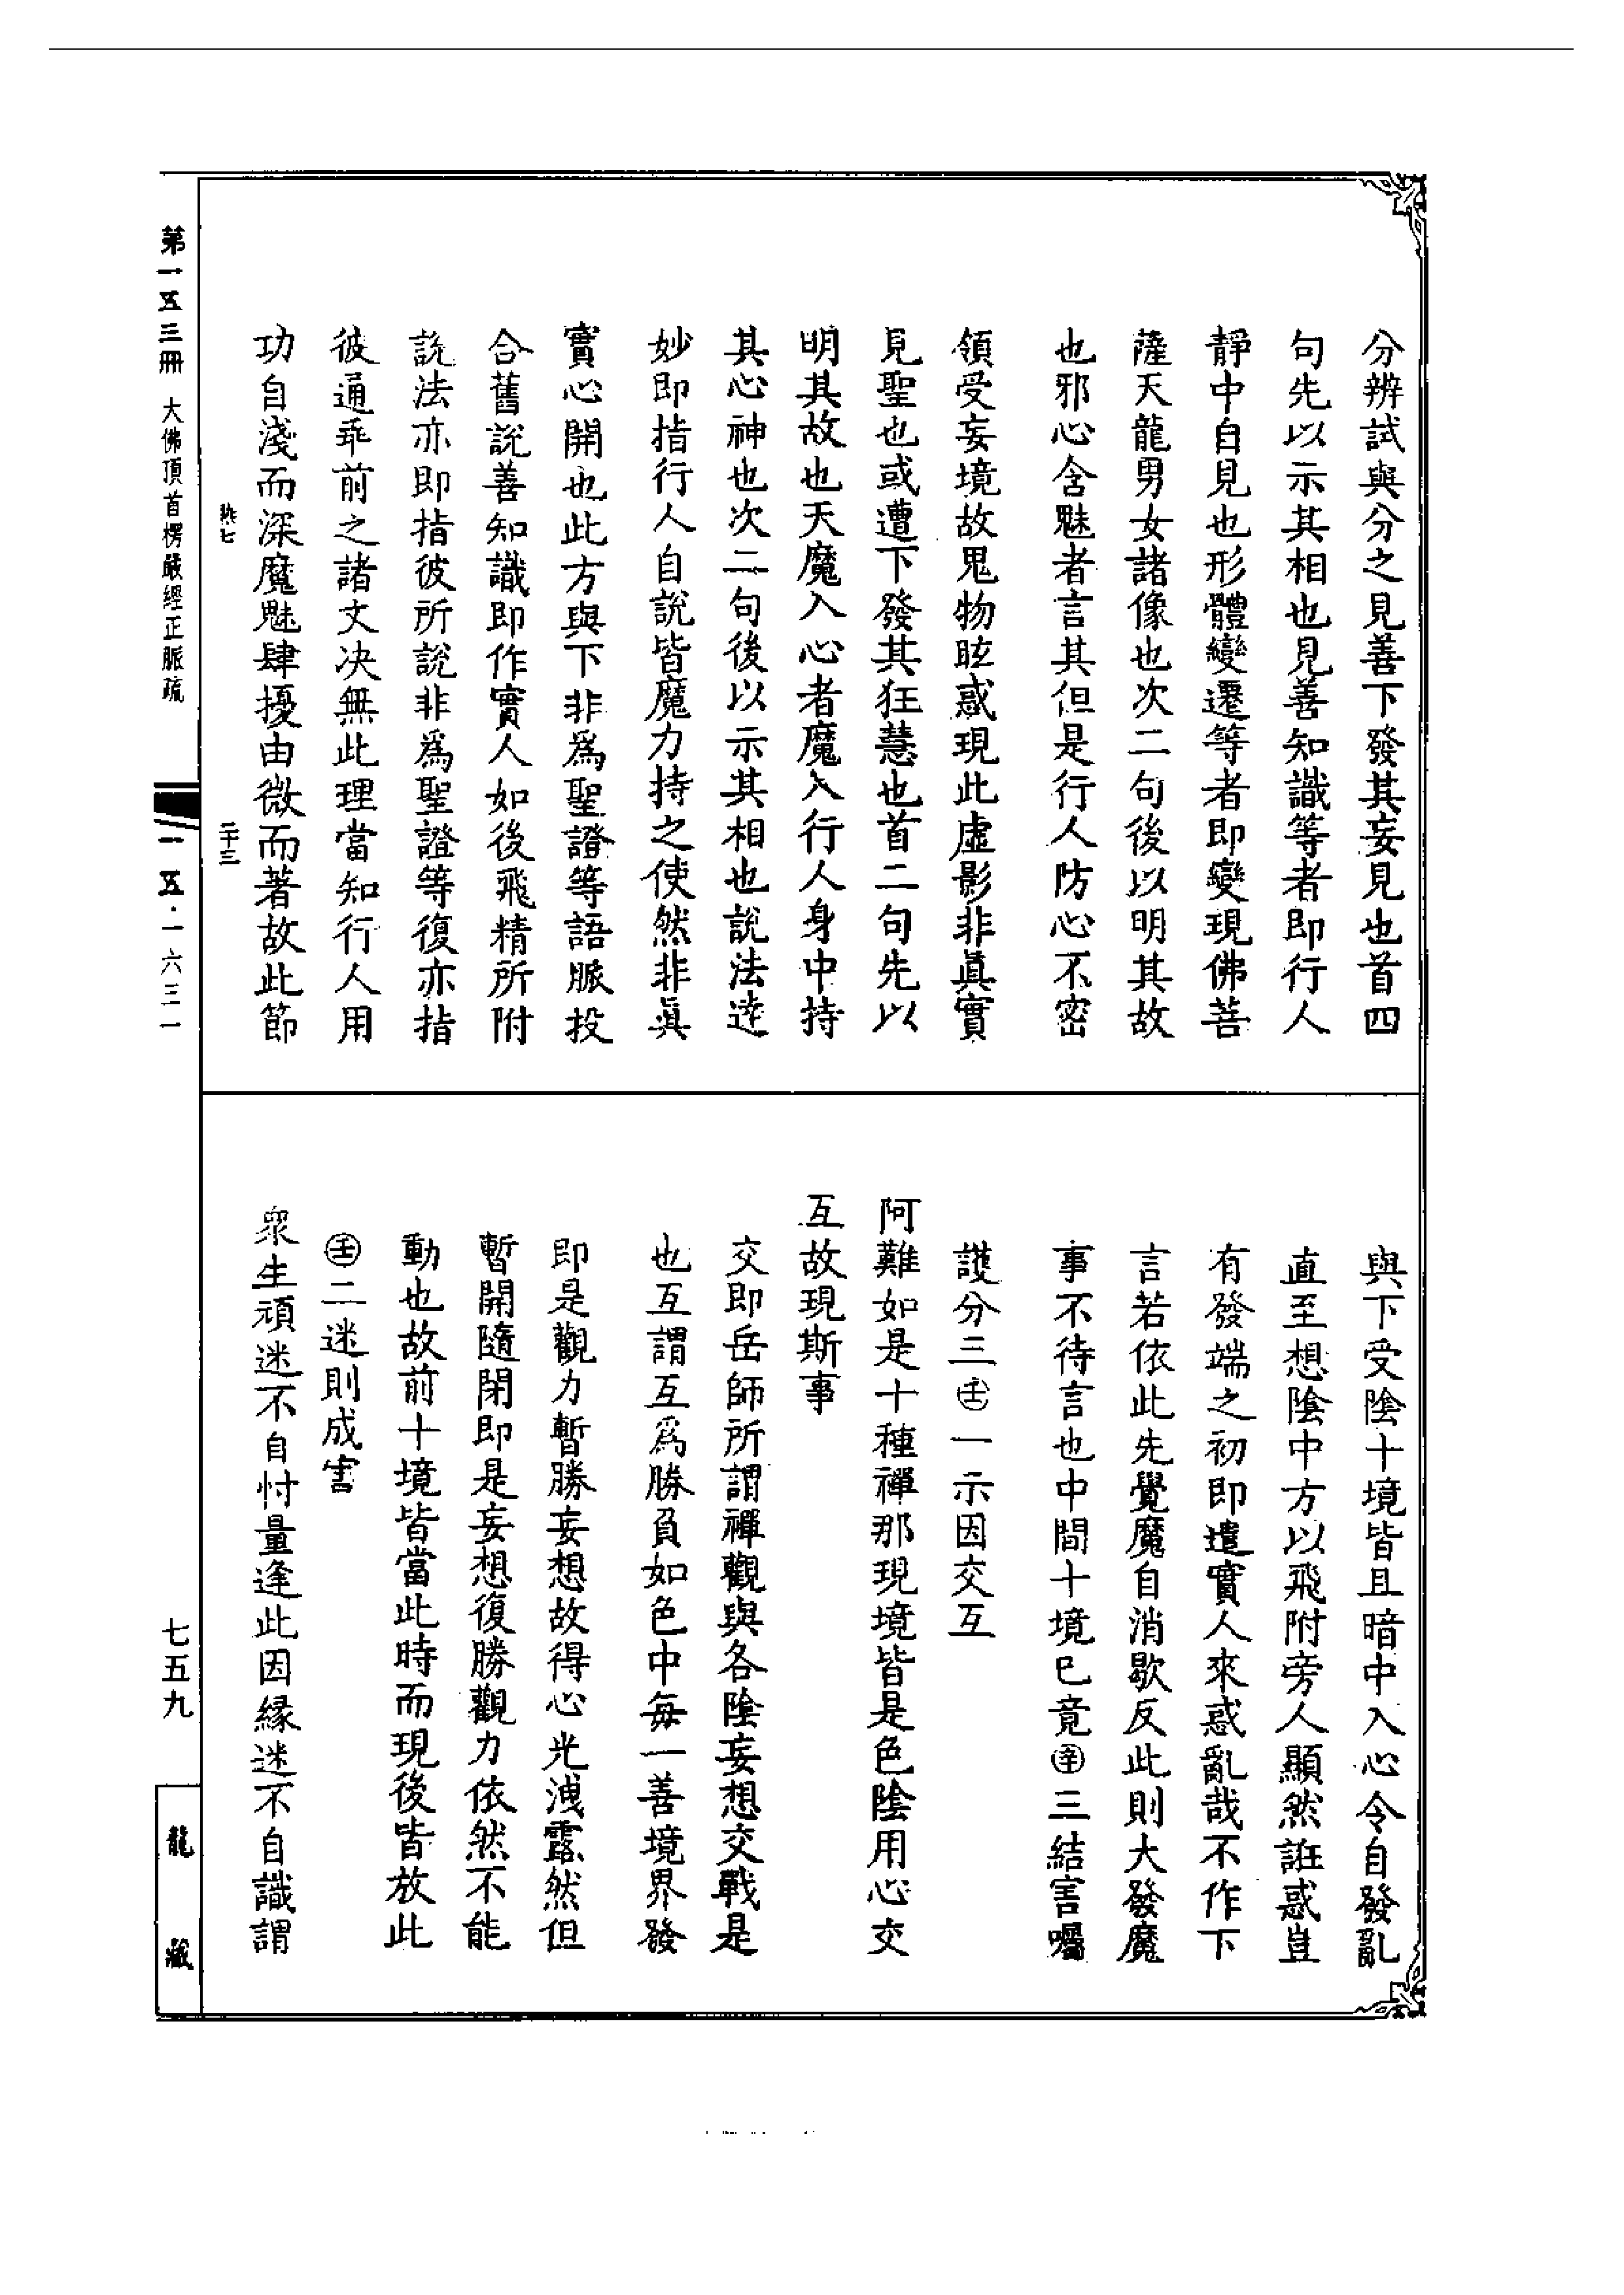 分辨試與分之見善下發其妄見也首四
句先以示其相也見善知識等者即行人
靜中自見也形體變遷等者即變現佛菩
薩天龍男女諸像也次二句後以明其故
也邪心含魅者言其但是行人防心不密
領受妄境故鬼物眩惑現此虛影非真實
見聖也或遭下發其狂慧也首二句先以
明其故也天魔入心者魔入行人身中持
其心神也次二句後以示其相也說法達
妙即指行人自說皆魔力持之使然非真
實心開也此方與下非為聖證等語脈投
合舊說善知識即作實人如後飛精所附
說法亦即指彼所說非為聖證等復亦指
彼通乖前之諸文决無此理當知行人用
功自淺而深魔魅肆擾由微而著故此節
與下受陰十境皆且暗中入心令自發亂
直至想陰中方以飛附旁人顯然誑惑豈
有發端之初即遣實人來惑亂哉不作下
言若依此先覺魔自消歇反此則大發魔
事不待言也中間十境已竟㊛三結害囑
護分三㊛一示因交互
阿難如是十種禪那現境皆是色陰用心交
互故現斯事
交即岳師所謂禪觀與各陰妄想交戰是
也互謂互為勝負如色中每一善境界發
即是觀力暫勝妄想故得心光洩露然但
暫開隨閉即是妄想復勝觀力依然不能
動也故前十境皆當此時而現後皆放此
二迷則成害
眾生頑迷不自忖量逢此因緣迷不自識謂
第一五三冊 大佛頂首楞嚴經正脈疏
一五·一六三一
七五九
龍藏
二十三